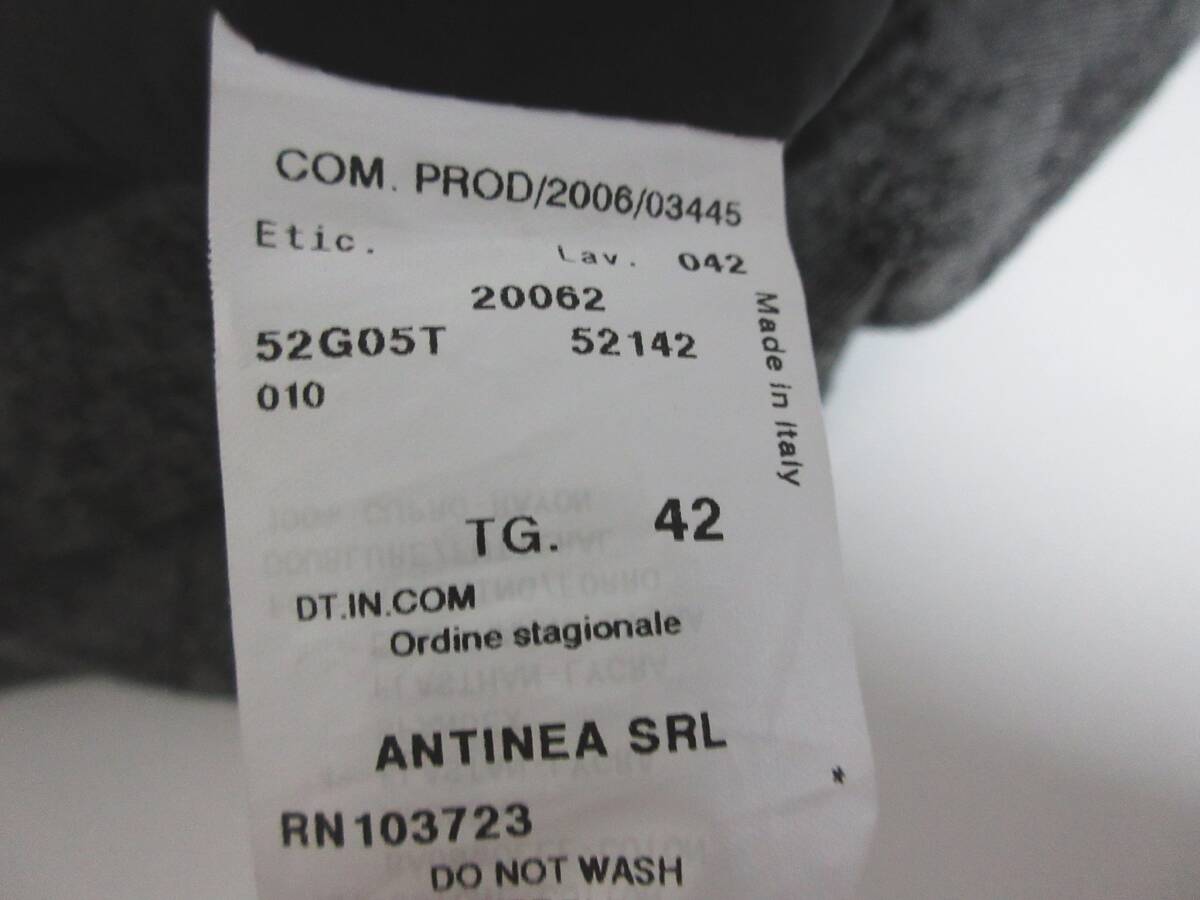 COM. PROD/2006/03445
Etic. Lav. 042
20062
52G05T 52142
010
Made in Italy
TG. 42
DT.IN.COM
Ordine stagionale
ANTINEA SRL
*
RN103723
DO NOT WASH